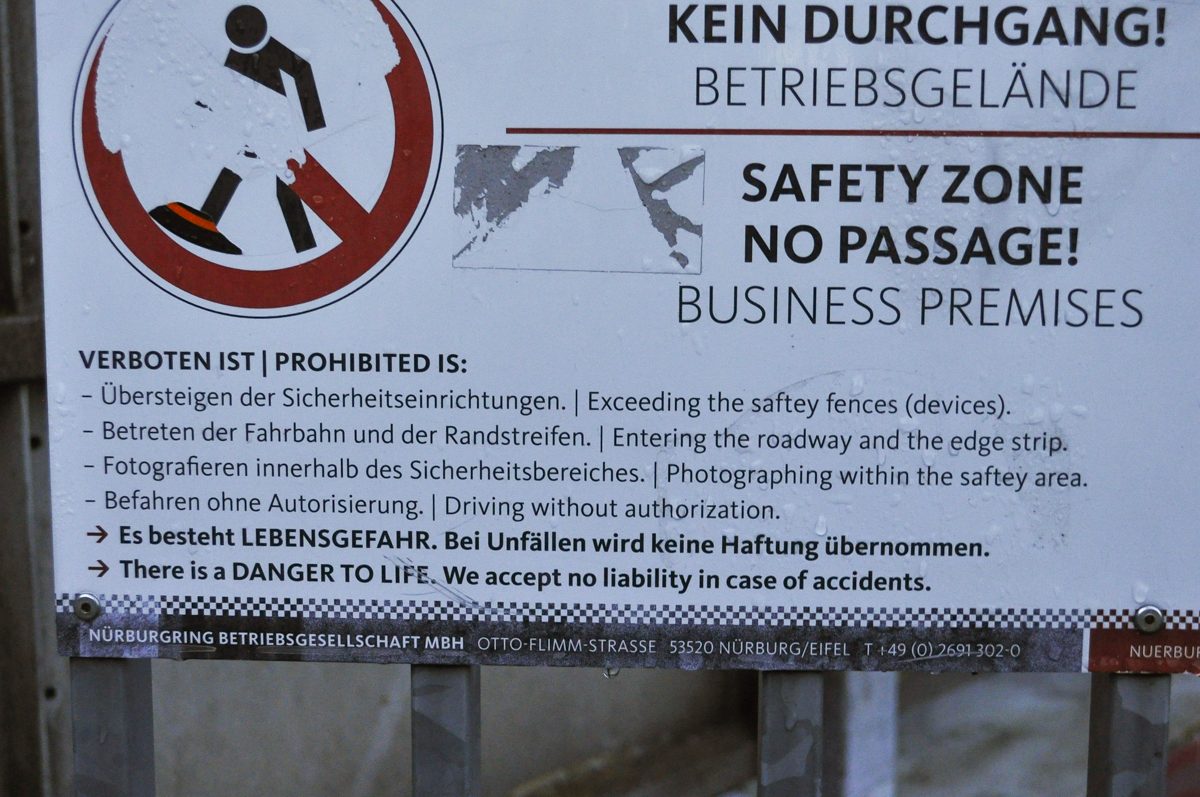 KEIN DURCHGANG!
BETRIEBSGELÄNDE
SAFETY ZONE
NO PASSAGE!
BUSINESS PREMISES
VERBOTEN IST | PROHIBITED IS:
– Übersteigen der Sicherheitseinrichtungen. | Exceeding the saftey fences (devices).
– Betreten der Fahrbahn und der Randstreifen. | Entering the roadway and the edge strip.
– Fotografieren innerhalb des Sicherheitsbereiches. | Photographing within the saftey area.
– Befahren ohne Autorisierung. | Driving without authorization.
→ Es besteht LEBENSGEFAHR. Bei Unfällen wird keine Haftung übernommen.
→ There is a DANGER TO LIFE. We accept no liability in case of accidents.
NÜRBURGRING BETRIEBSGESELLSCHAFT MBH OTTO-FLIMM-STRASSE 53520 NÜRBURG/EIFEL T +49 (0) 2691 302-0
NUERBUR